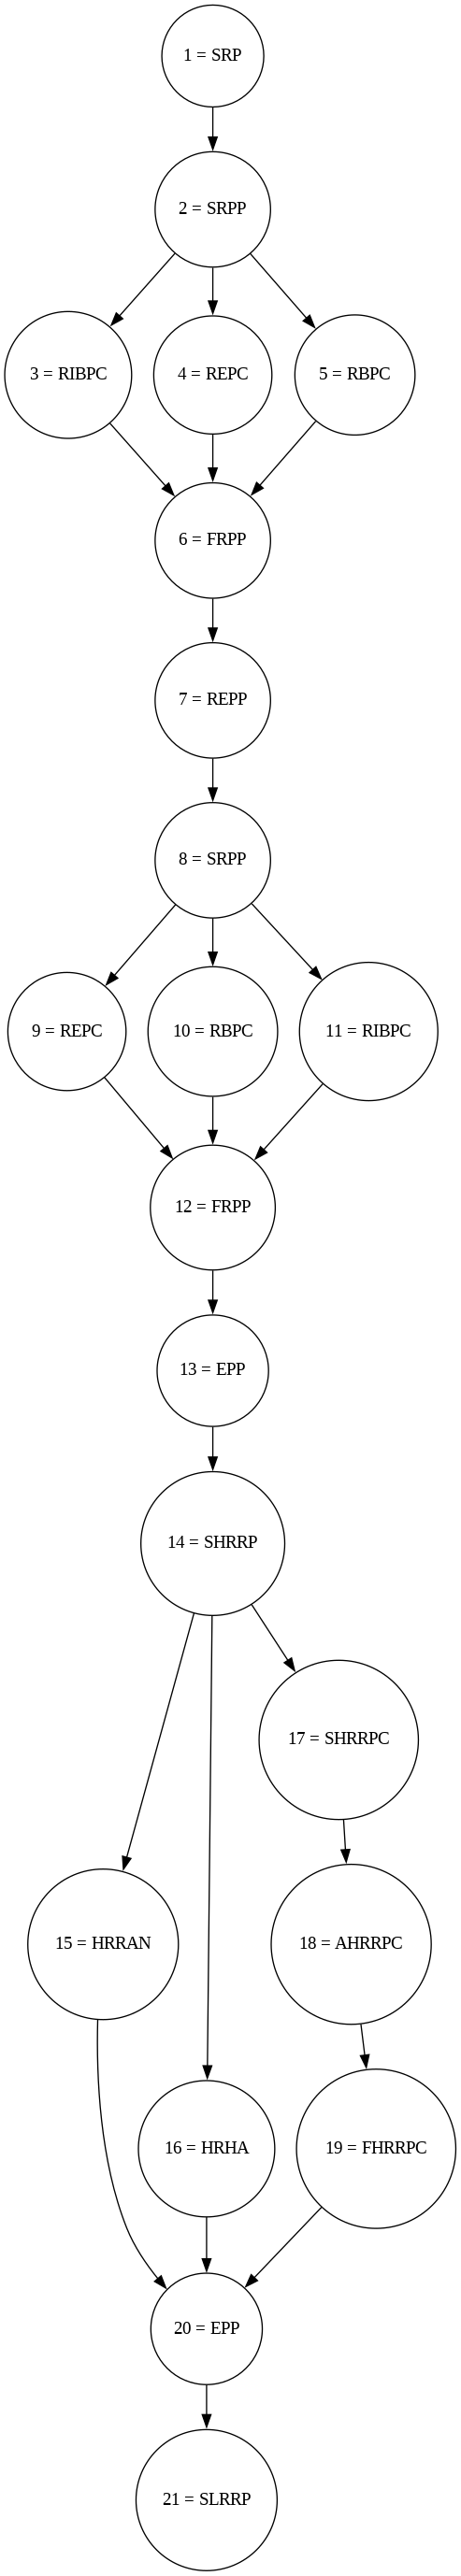 1 = SRP
2 = SRPP
3 = RIBPC
4 = REPC
5 = RBPC
6 = FRPP
7 = REPP
8 = SRPP
9 = REPC
10 = RBPC
11 = RIBPC
12 = FRPP
13 = EPP
14 = SHRRP
17 = SHRRPC
15 = HRRAN
18 = AHRRPC
16 = HRHA
19 = FHRRPC
20 = EPP
21 = SLRRP